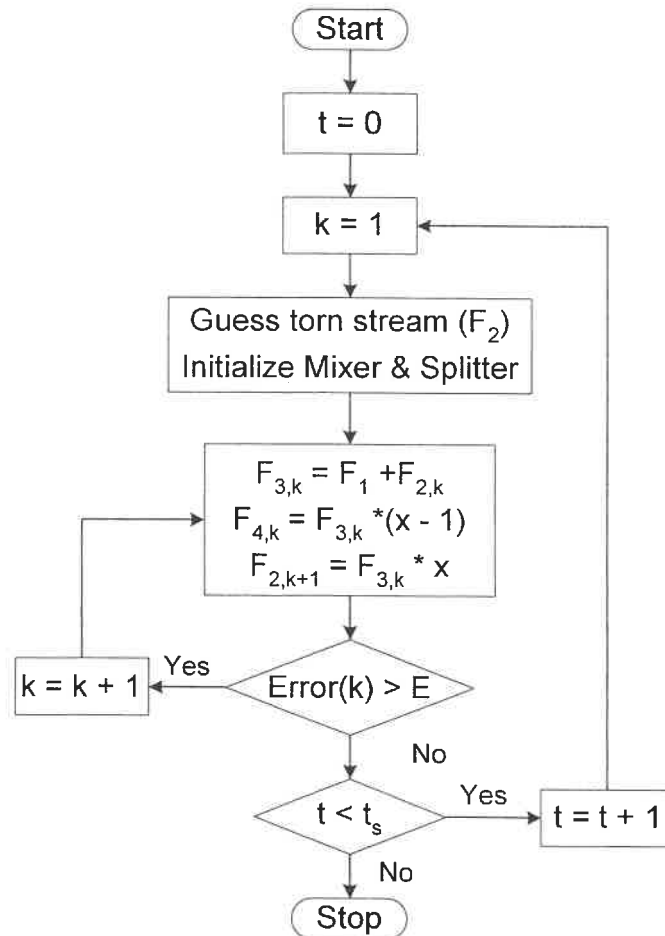 Start
t = 0
k = 1
Guess torn stream (F₂)
Initialize Mixer & Splitter
F₃,ₖ = F₁ +F₂,ₖ
F₄,ₖ = F₃,ₖ *(x - 1)
F₂,ₖ₊₁ = F₃,ₖ * x
Yes
k = k + 1
Error(k) > E
No
t < tₛ
Yes
t = t + 1
No
Stop